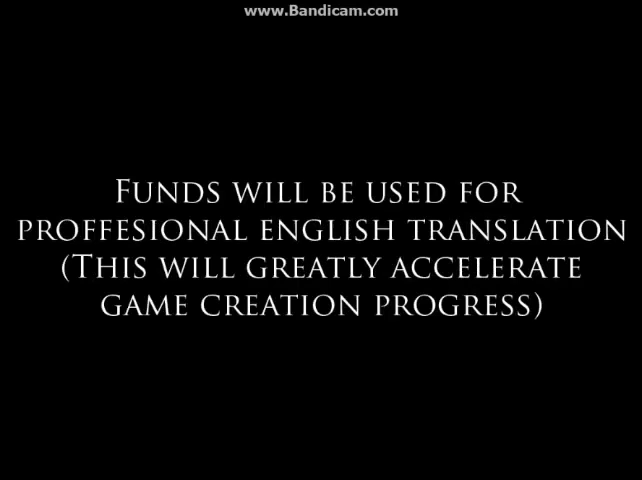 www.Bandicam.com
Funds will be used for
proffesional english translation
(This will greatly accelerate
game creation progress)